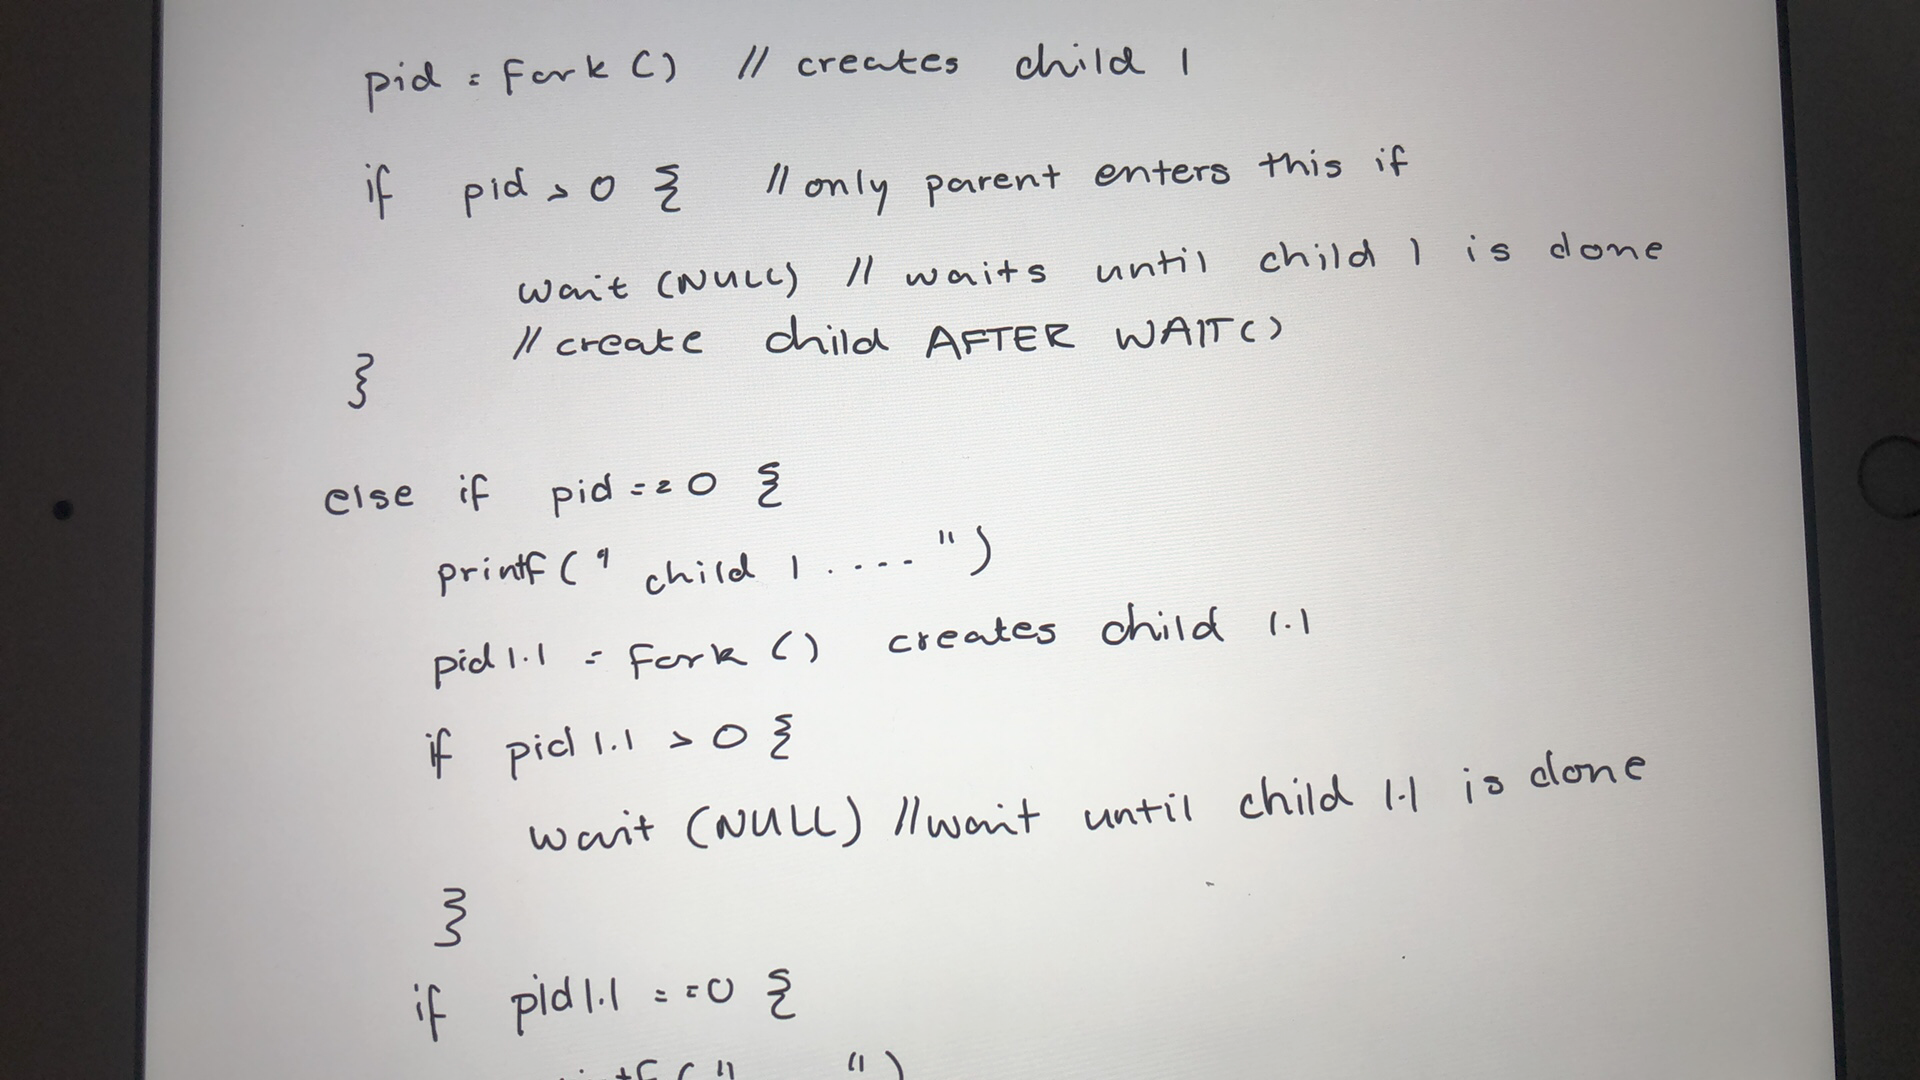 pid = fork () // creates child 1
if pid > 0 { // only parent enters this if
wait (NULL) // waits until child 1 is done
// create child AFTER WAIT()
}
else if pid == 0 {
printf (" child 1 .... ")
pid 1.1 = fork () creates child 1.1
if pid 1.1 > 0 {
wait (NULL) // wait until child 1.1 is done
}
if pid 1.1 == 0 {